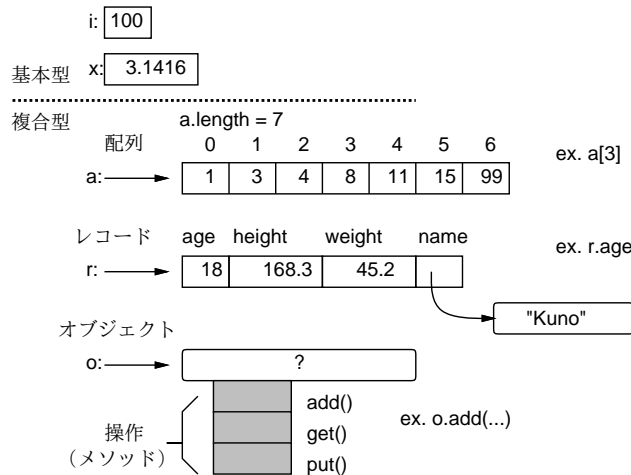 i: 100
基本型 x: 3.1416
複合型 a.length = 7
配列 0 1 2 3 4 5 6
a: 1 3 4 8 11 15 99 ex. a[3]
レコード age height weight name
r: 18 168.3 45.2 ex. r.age
"Kuno"
オブジェクト
o: ?
add()
操作 get() ex. o.add(...)
（メソッド） put()